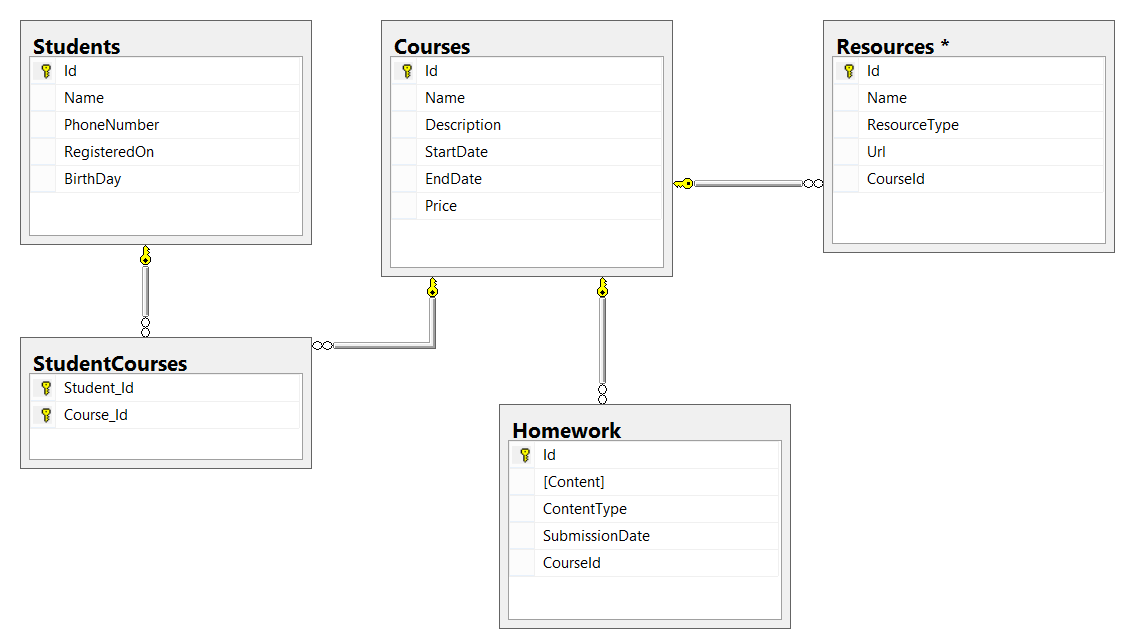 Students
Id
Name
PhoneNumber
RegisteredOn
BirthDay
Courses
Id
Name
Description
StartDate
EndDate
Price
Resources *
Id
Name
ResourceType
Url
CourseId
StudentCourses
Student_Id
Course_Id
Homework
Id
[Content]
ContentType
SubmissionDate
CourseId